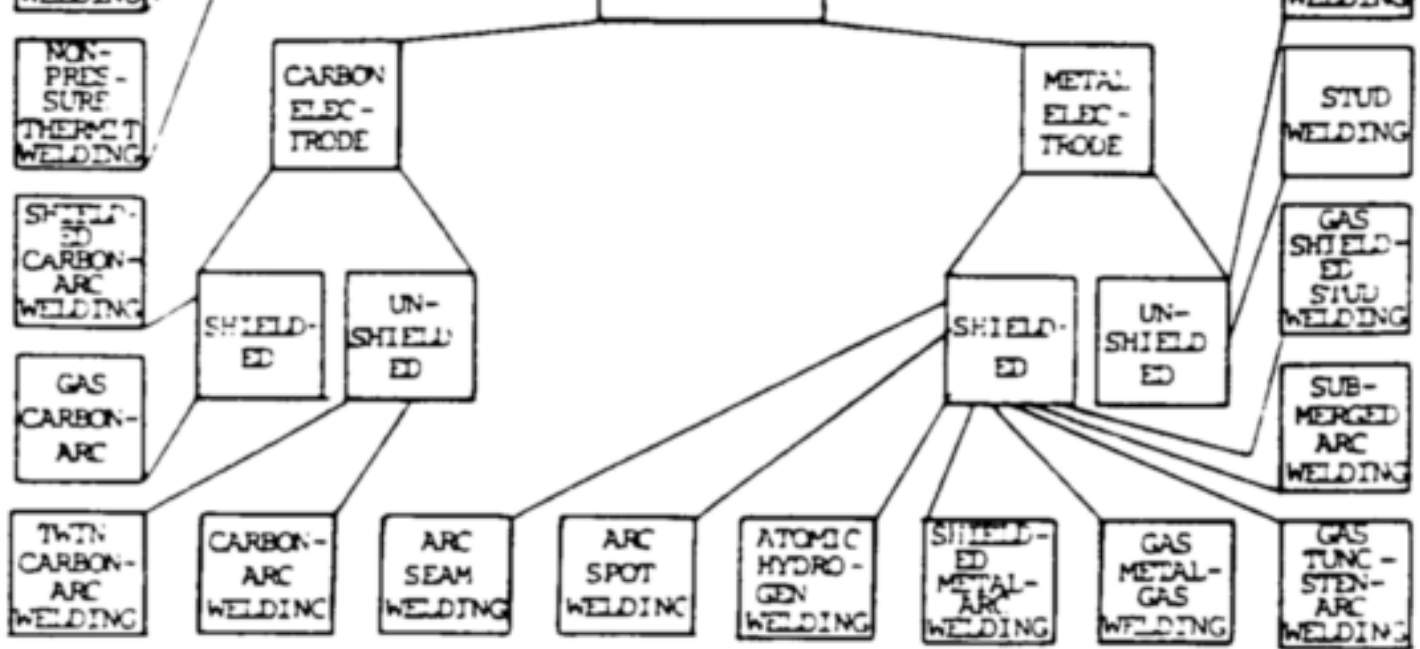 WELDING
WELDING
NON-
PRES-
SURE
THERMIT
WELDING
CARBON
ELEC-
TRODE
METAL
ELEC-
TRODE
STUD
WELDING
SHIELD-
ED
CARBON-
ARC
WELDING
GAS
SHIELD-
ED
STUD
WELDING
SHIELD-
ED
UN-
SHIELD
ED
SHIELD-
ED
UN-
SHIELD
ED
GAS
CARBON-
ARC
SUB-
MERGED
ARC
WELDING
TWIN
CARBON-
ARC
WELDING
CARBON-
ARC
WELDING
ARC
SEAM
WELDING
ARC
SPOT
WELDING
ATOMIC
HYDRO-
GEN
WELDING
SHIELD-
ED
METAL-
ARC
WELDING
GAS
METAL-
GAS
WELDING
GAS
TUNG-
STEN-
ARC
WELDING